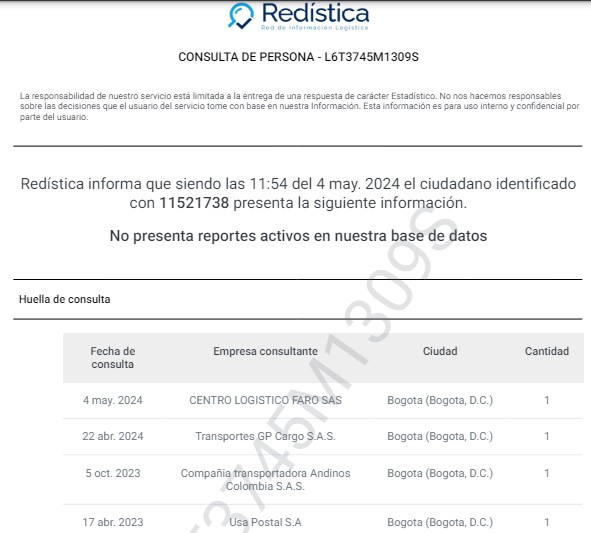 Redística
Red de Información Logística
CONSULTA DE PERSONA - L6T3745M1309S
La responsabilidad de nuestro servicio está limitada a la entrega de una respuesta de carácter Estadístico. No nos hacemos responsables
sobre las decisiones que el usuario del servicio tome con base en nuestra Información. Esta información es para uso interno y confidencial por
parte del usuario.
Redística informa que siendo las 11:54 del 4 may. 2024 el ciudadano identificado
con 11521738 presenta la siguiente información.
No presenta reportes activos en nuestra base de datos
Huella de consulta
Fecha de consulta Empresa consultante Ciudad Cantidad
4 may. 2024 CENTRO LOGISTICO FARO SAS Bogota (Bogota, D.C.) 1
22 abr. 2024 Transportes GP Cargo S.A.S. Bogota (Bogota, D.C.) 1
5 oct. 2023 Compañia transportadora Andinos Colombia S.A.S. Bogota (Bogota, D.C.) 1
17 abr. 2023 Usa Postal S.A Bogota (Bogota, D.C.) 1
3745M1309S